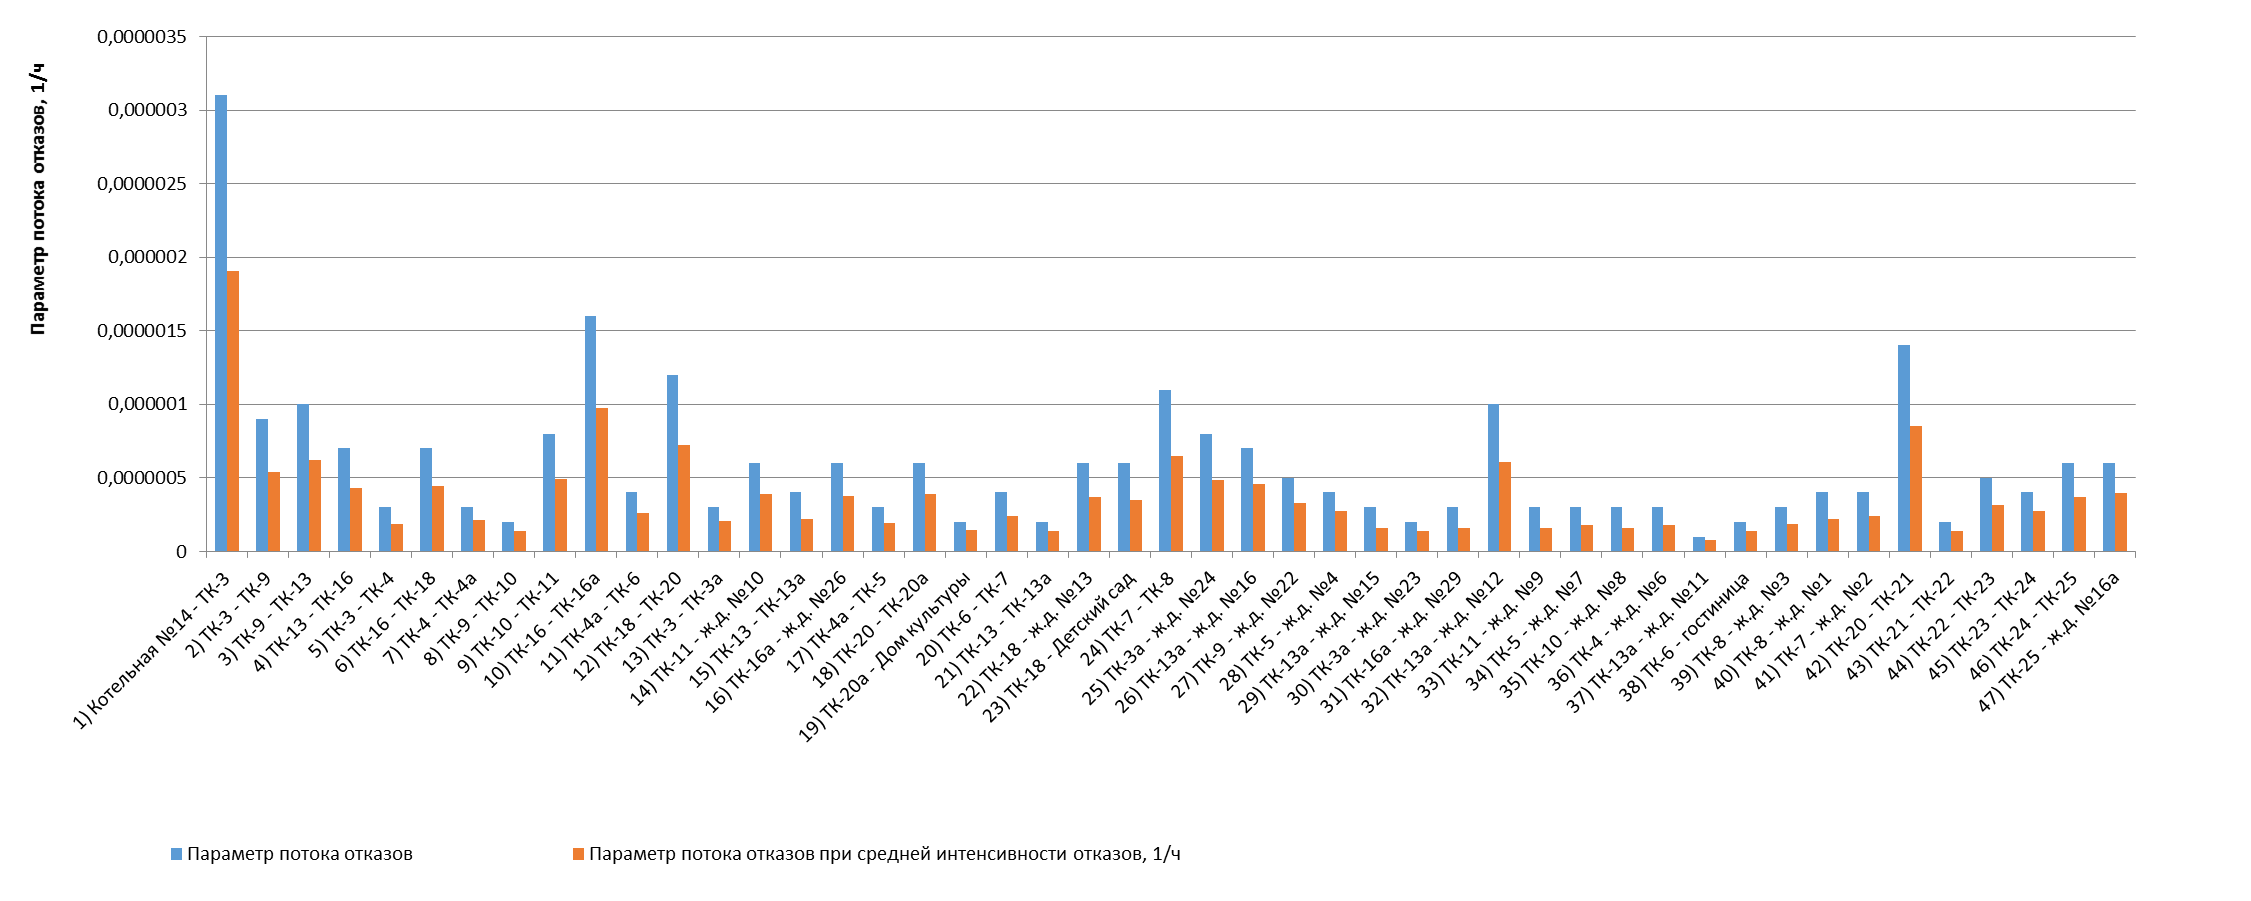 Параметр потока отказов, 1/ч
0,0000035
0,000003
0,0000025
0,000002
0,0000015
0,000001
0,0000005
0
1) Котельная №14 - ТК-3
2) ТК-3 - ТК-9
3) ТК-9 - ТК-13
4) ТК-13 - ТК-16
5) ТК-3 - ТК-4
6) ТК-16 - ТК-18
7) ТК-4 - ТК-4а
8) ТК-9 - ТК-10
9) ТК-10 - ТК-11
10) ТК-16 - ТК-16а
11) ТК-4а - ТК-6
12) ТК-18 - ТК-20
13) ТК-3 - ТК-3а
14) ТК-11 - ж.д. №10
15) ТК-13 - ТК-13а
16) ТК-16а - ж.д. №26
17) ТК-4а - ТК-5
18) ТК-20 - ТК-20а
19) ТК-20а - Дом культуры
20) ТК-6 - ТК-7
21) ТК-13 - ТК-13а
22) ТК-18 - ж.д. №13
23) ТК-18 - Детский сад
24) ТК-7 - ТК-8
25) ТК-3а - ж.д. №24
26) ТК-13а - ж.д. №16
27) ТК-9 - ж.д. №22
28) ТК-5 - ж.д. №4
29) ТК-13а - ж.д. №15
30) ТК-3а - ж.д. №23
31) ТК-16а - ж.д. №29
32) ТК-13а - ж.д. №12
33) ТК-11 - ж.д. №9
34) ТК-5 - ж.д. №7
35) ТК-10 - ж.д. №8
36) ТК-4 - ж.д. №6
37) ТК-13а - ж.д. №11
38) ТК-6 - гостиница
39) ТК-8 - ж.д. №3
40) ТК-8 - ж.д. №1
41) ТК-7 - ж.д. №2
42) ТК-20 - ТК-21
43) ТК-21 - ТК-22
44) ТК-22 - ТК-23
45) ТК-23 - ТК-24
46) ТК-24 - ТК-25
47) ТК-25 - ж.д. №16а
Параметр потока отказов
Параметр потока отказов при средней интенсивности отказов, 1/ч